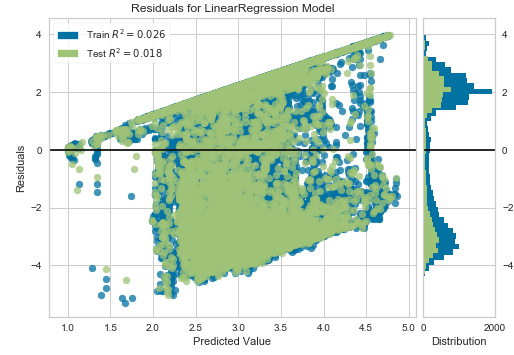 Residuals for LinearRegression Model
Train R² = 0.026
Test R² = 0.018
Residuals
4
2
0
−2
−4
1.0 1.5 2.0 2.5 3.0 3.5 4.0 4.5 5.0
Predicted Value
4
2
0
−2
−4
0 2000
Distribution